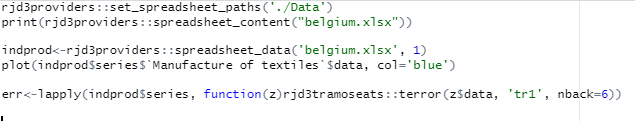 rjd3providers::set_spreadsheet_paths('./Data')
print(rjd3providers::spreadsheet_content("belgium.xlsx"))
indprod<-rjd3providers::spreadsheet_data('belgium.xlsx', 1)
plot(indprod$series$`Manufacture of textiles`$data, col='blue')
err<-lapply(indprod$series, function(z)rjd3tramoseats::terror(z$data, 'tr1', nback=6))